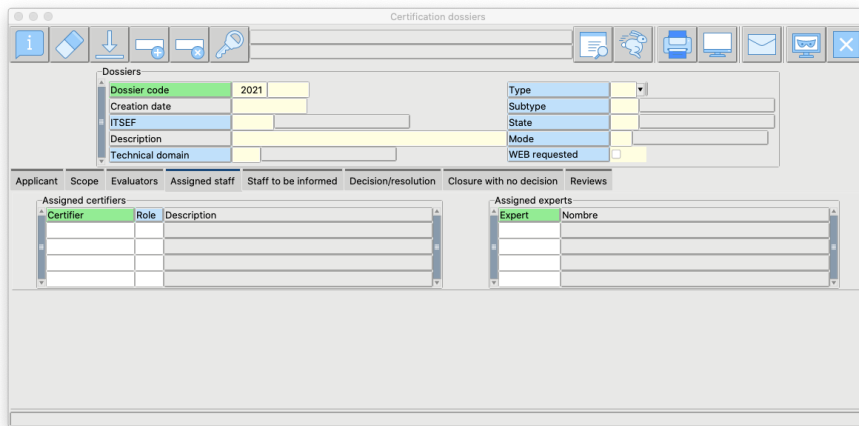 Certification dossiers
Dossiers
Dossier code 2021 Type
Creation date Subtype
ITSEF State
Description Mode
Technical domain WEB requested
Applicant Scope Evaluators Assigned staff Staff to be informed Decision/resolution Closure with no decision Reviews
Assigned certifiers Assigned experts
Certifier Role Description Expert Nombre